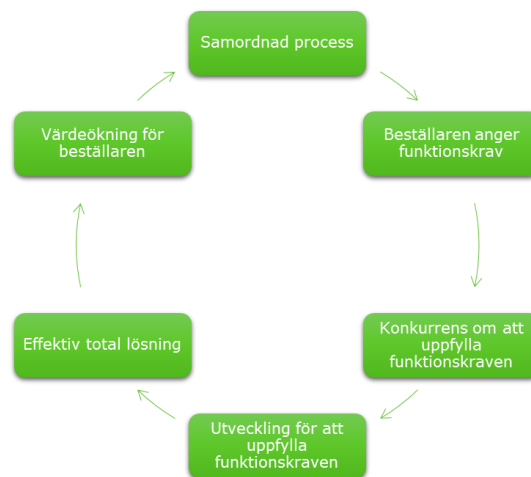 Samordnad process
Beställaren anger
funktionskrav
Konkurrens om att
uppfylla
funktionskraven
Utveckling för att
uppfylla
funktionskraven
Effektiv total lösning
Värdeökning för
beställaren